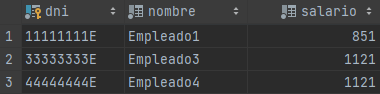 dni nombre salario
1 11111111E Empleado1 851
2 33333333E Empleado3 1121
3 44444444E Empleado4 1121